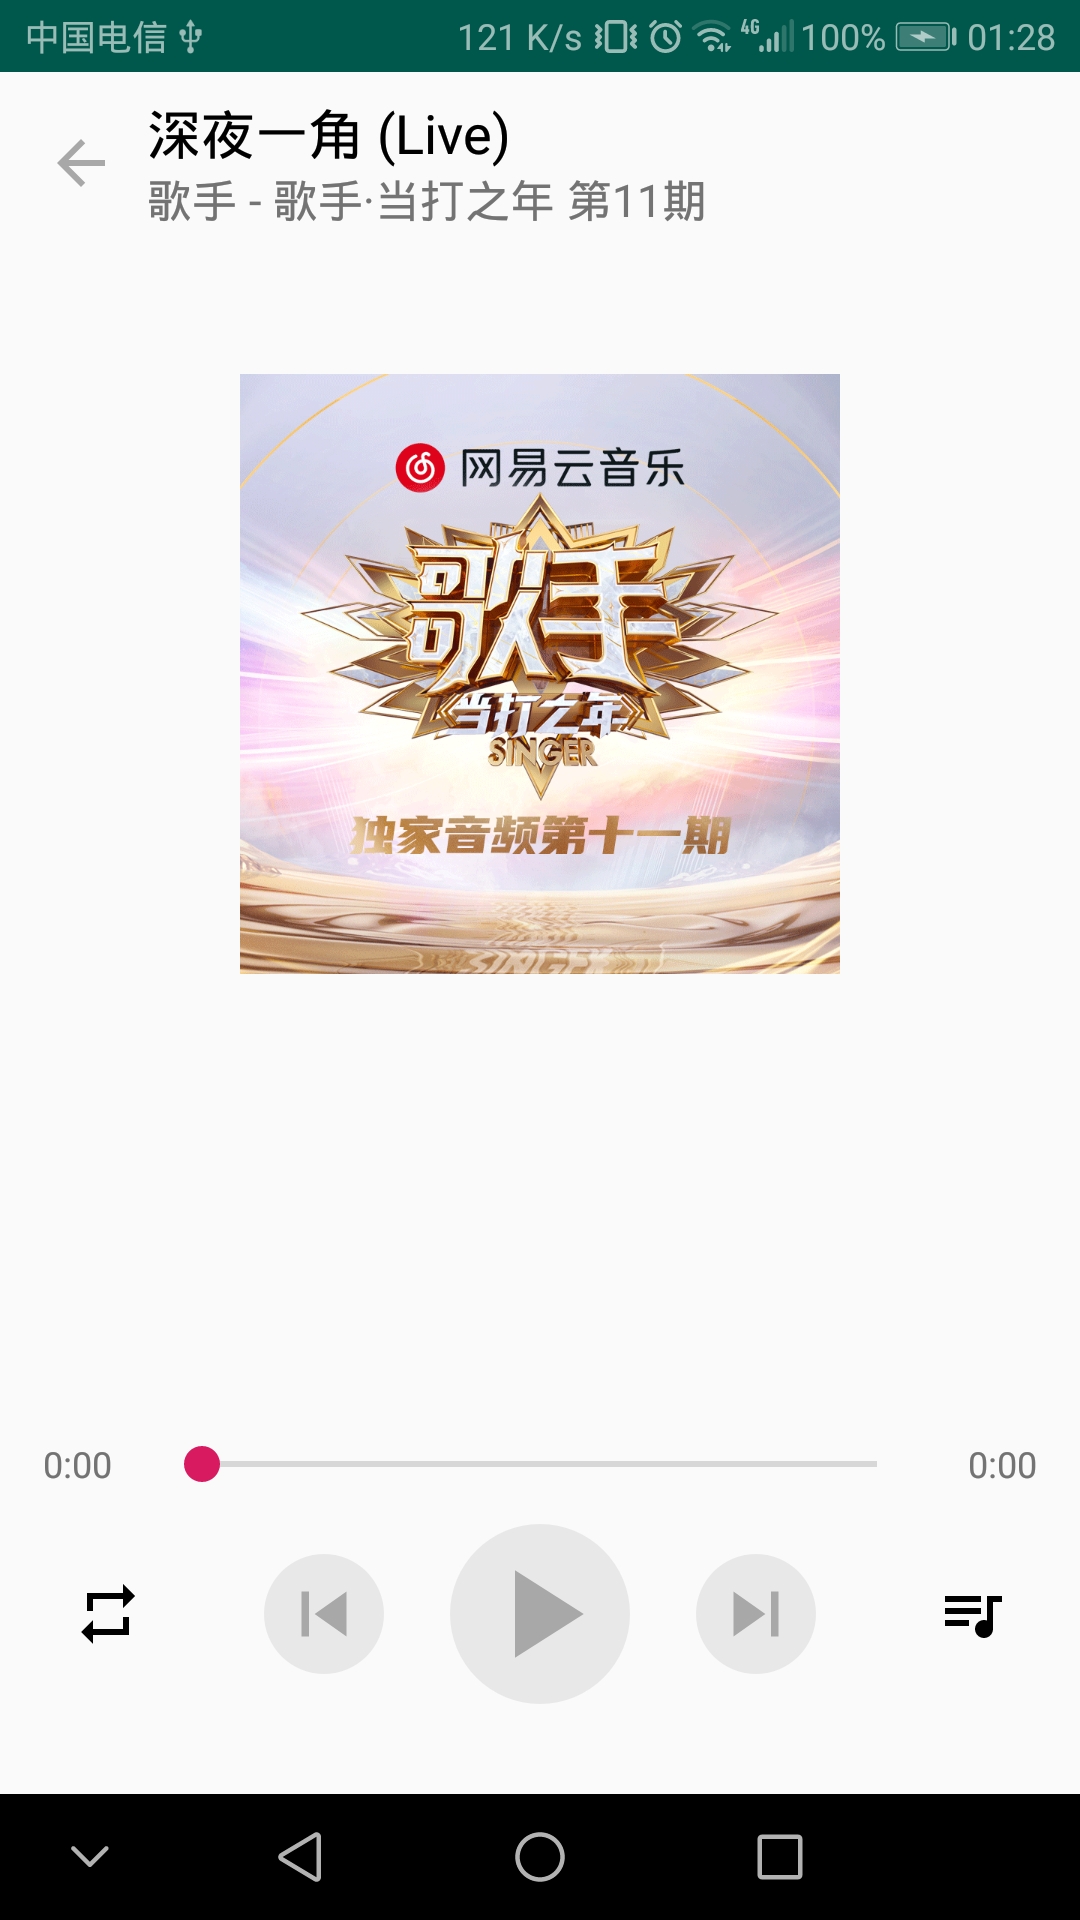 中国电信 121 K/s 4G 100% 01:28
深夜一角 (Live)
歌手 - 歌手·当打之年 第11期
网易云音乐
歌手
当打之年
SINGER
独家音频第十一期
SINGER
0:00 0:00